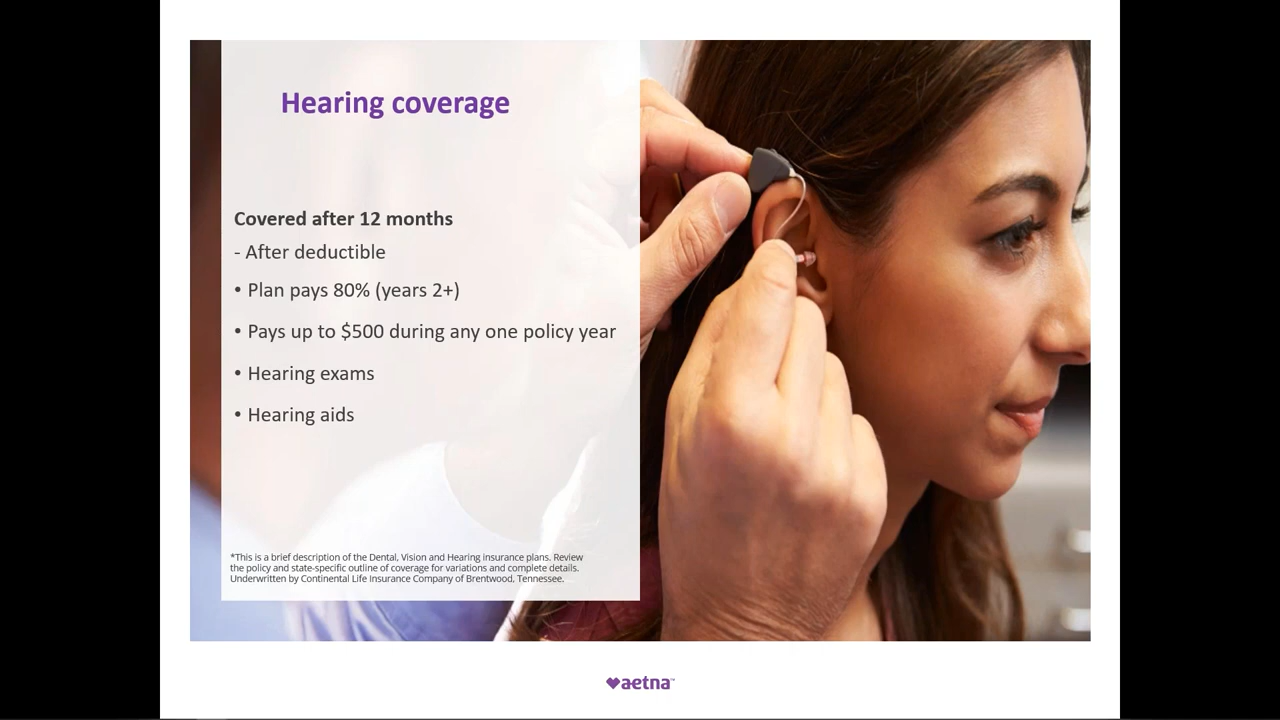 Hearing coverage
Covered after 12 months
- After deductible
• Plan pays 80% (years 2+)
• Pays up to $500 during any one policy year
• Hearing exams
• Hearing aids
*This is a brief description of the Dental, Vision and Hearing insurance plans. Review
the policy and state-specific outline of coverage for variations and complete details.
Underwritten by Continental Life Insurance Company of Brentwood, Tennessee.
aetna™